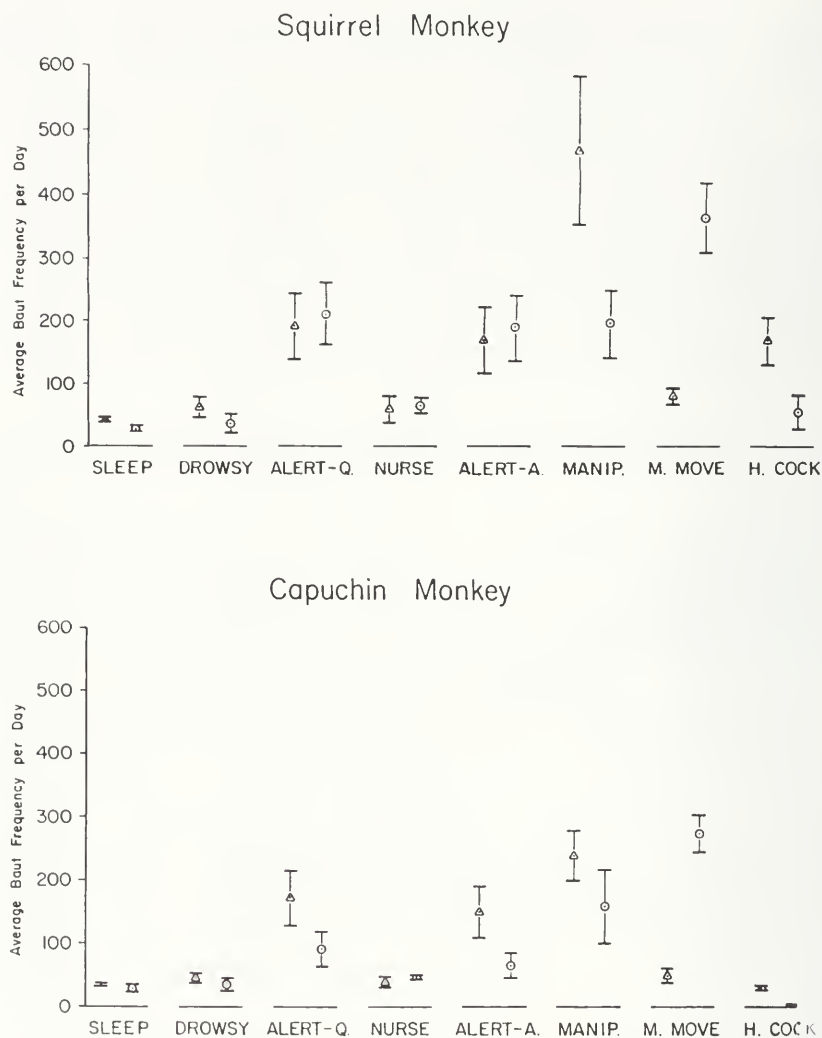 Squirrel Monkey
Average Baut Frequency per Day
600
500
400
300
200
100
0
SLEEP DROWSY ALERT-Q. NURSE ALERT-A. MANIP. M. MOVE H. COCK
Capuchin Monkey
Average Baut Frequency per Day
600
500
400
300
200
100
0
SLEEP DROWSY ALERT-Q. NURSE ALERT-A. MANIP. M. MOVE H. COCK